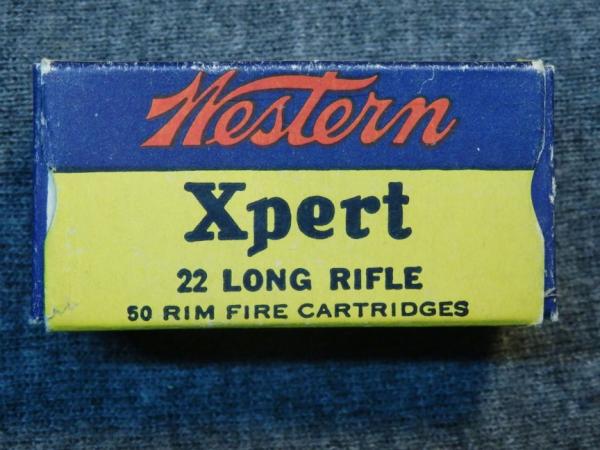 Western
Xpert
22 LONG RIFLE
50 RIM FIRE CARTRIDGES